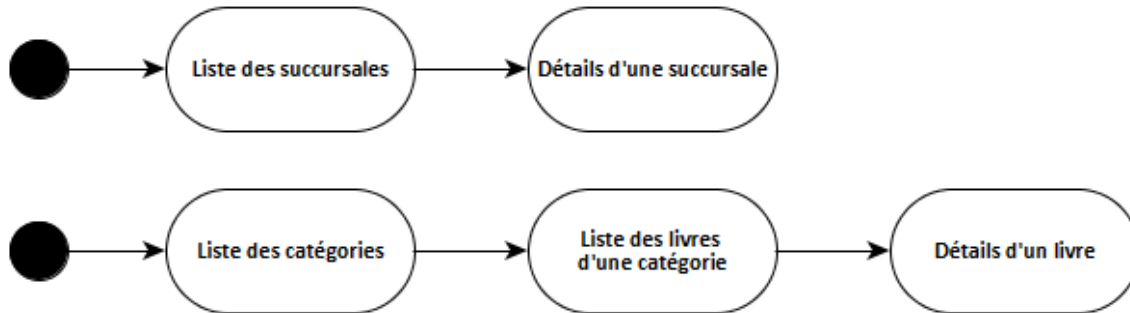 Liste des succursales
Détails d'une succursale
Liste des catégories
Liste des livres
d'une catégorie
Détails d'un livre